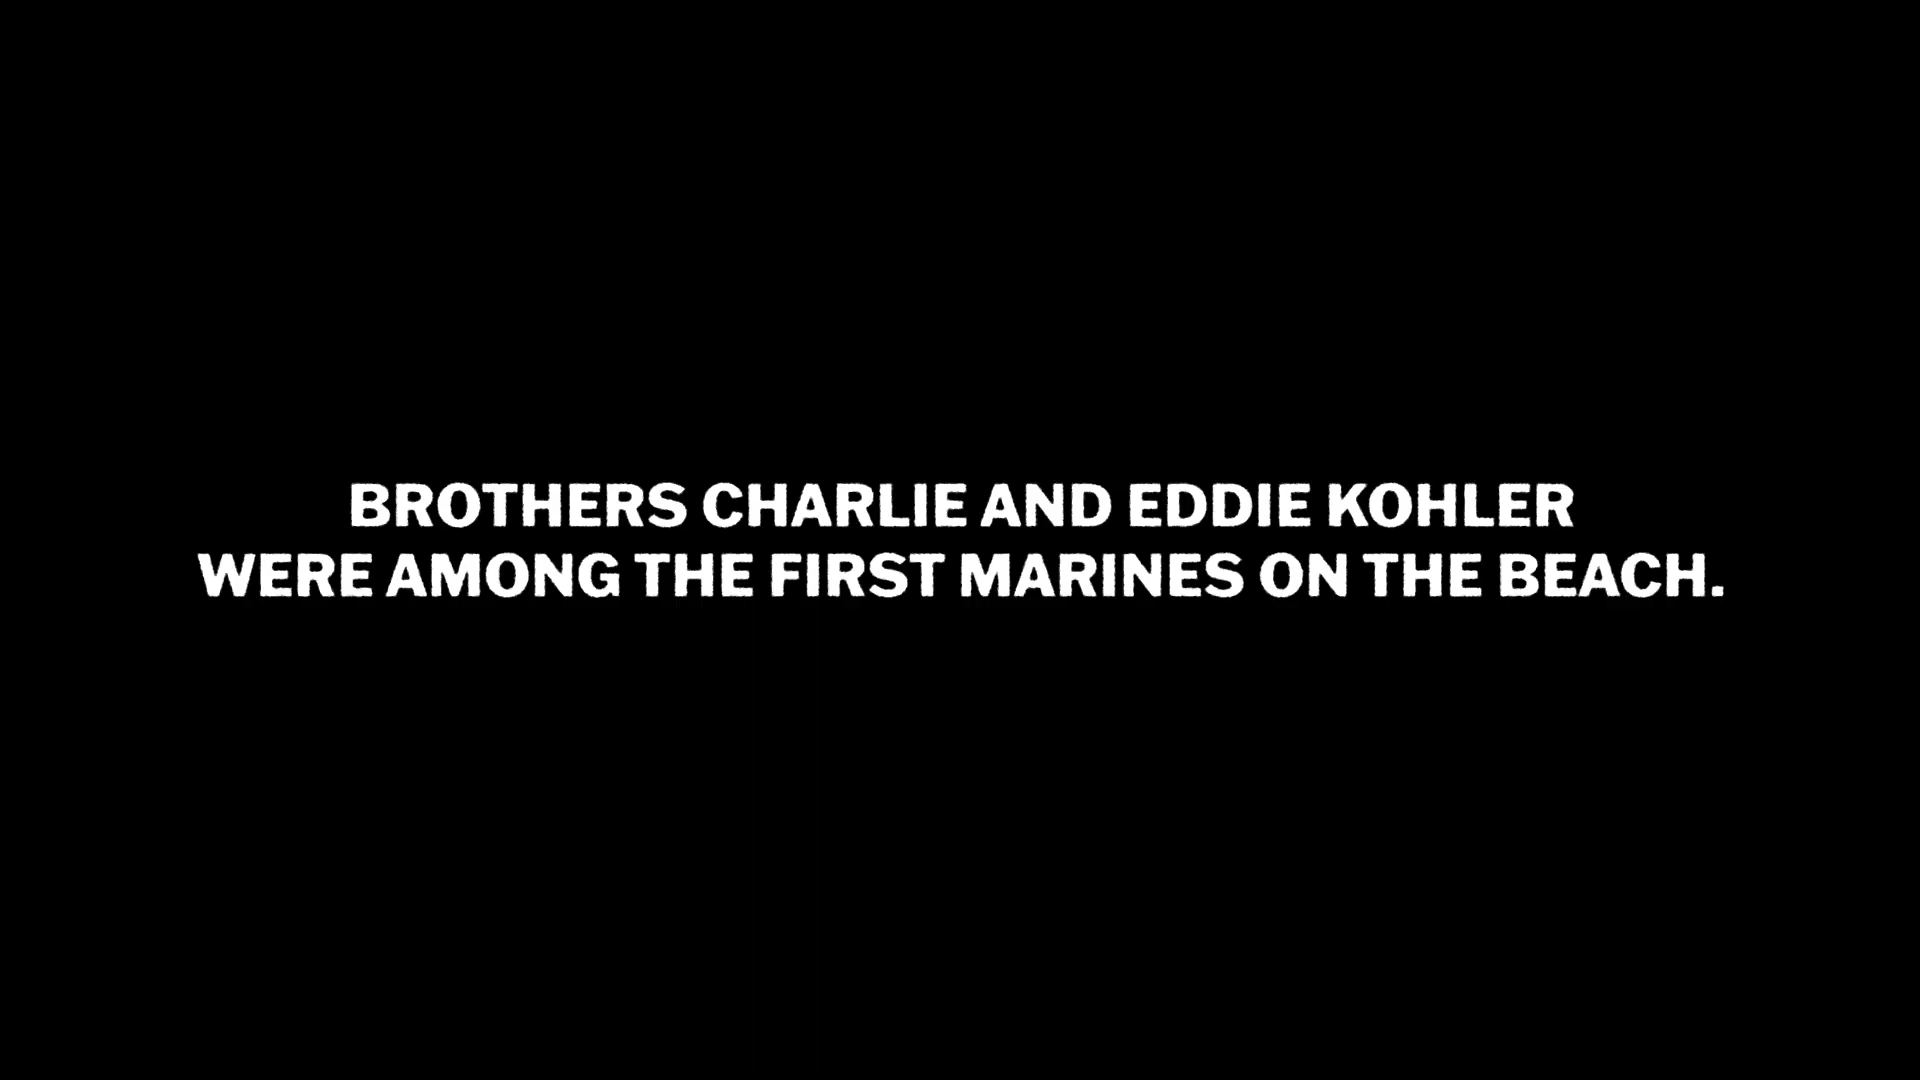 BROTHERS CHARLIE AND EDDIE KOHLER
WERE AMONG THE FIRST MARINES ON THE BEACH.